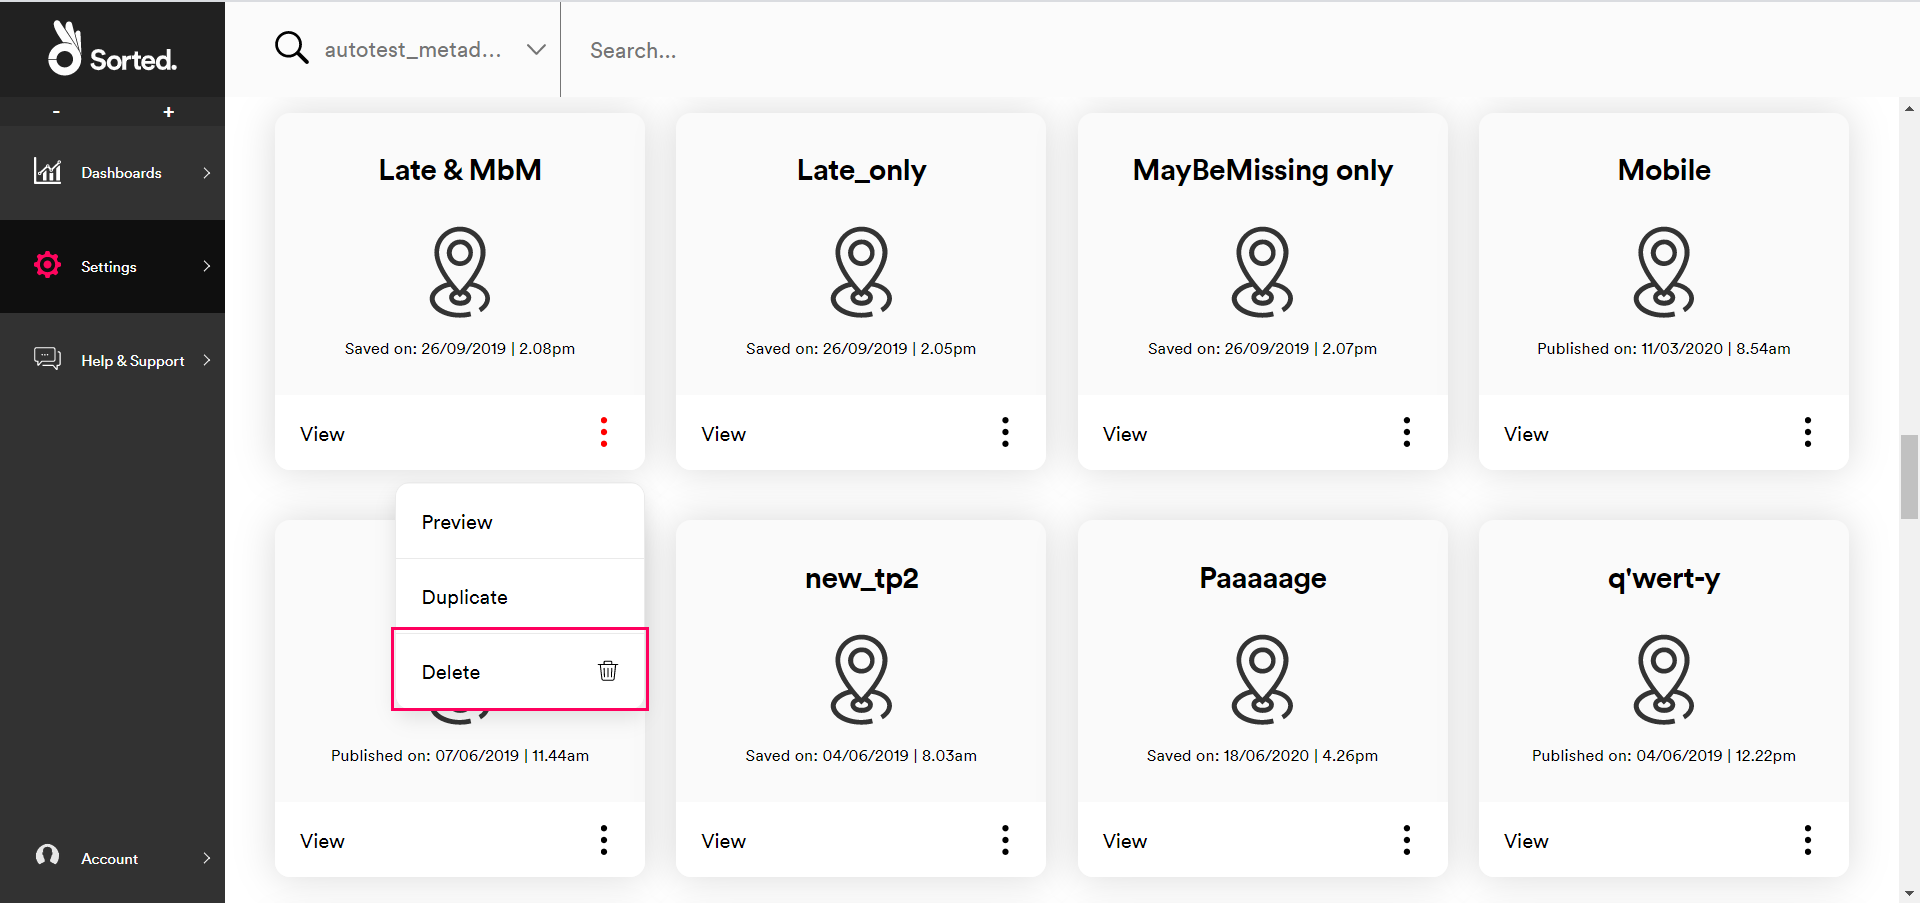 Sorted.
- +
Dashboards
Settings
Help & Support
Account
autotest_metad...
Search...
Late & MbM
Saved on: 26/09/2019 | 2.08pm
View
Late_only
Saved on: 26/09/2019 | 2.05pm
View
MayBeMissing only
Saved on: 26/09/2019 | 2.07pm
View
Mobile
Published on: 11/03/2020 | 8.54am
View
Preview
Duplicate
Delete
Published on: 07/06/2019 | 11.44am
View
new_tp2
Saved on: 04/06/2019 | 8.03am
View
Paaaaage
Saved on: 18/06/2020 | 4.26pm
View
q'wert-y
Published on: 04/06/2019 | 12.22pm
View